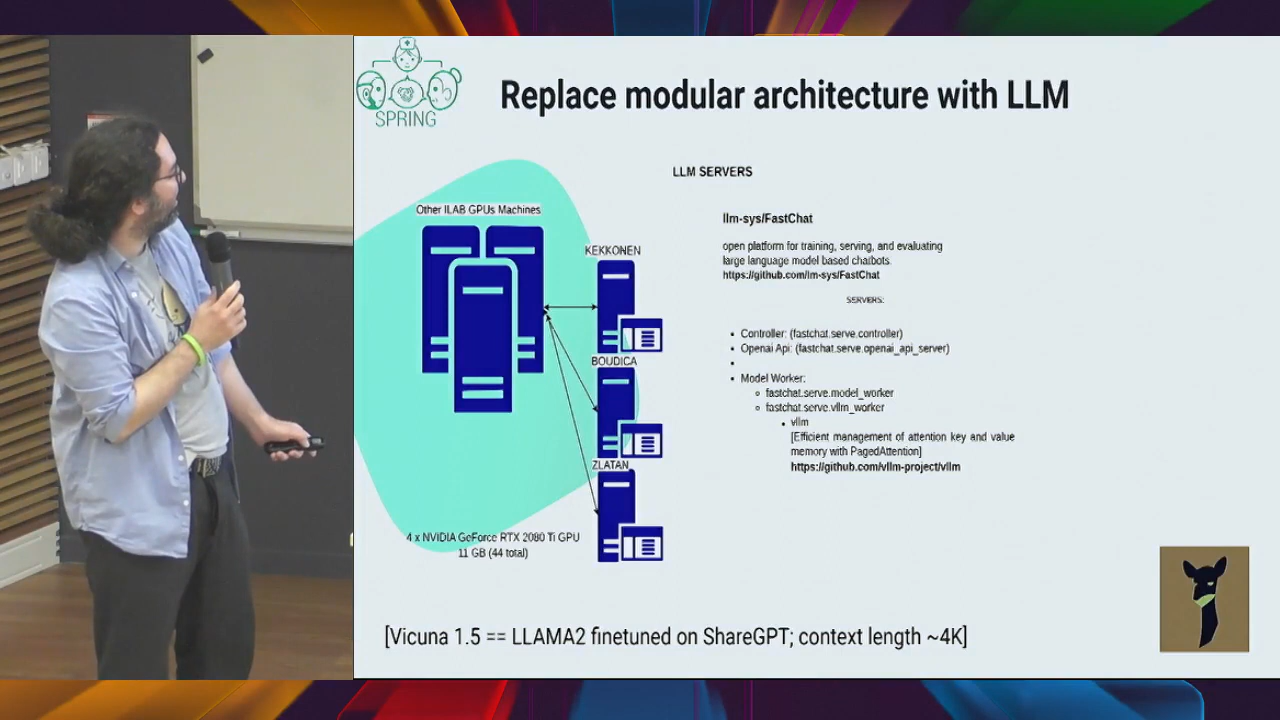 SPRING
Replace modular architecture with LLM
LLM SERVERS
Other ILAB GPUs Machines
KEKKONEN
BOUDICA
ZLATAN
4 x NVIDIA GeForce RTX 2080 Ti GPU
11 GB (44 total)
llm-sys/FastChat
open platform for training, serving, and evaluating
large language model based chatbots.
https://github.com/lm-sys/FastChat
SERVERS:
• Controller: (fastchat.serve.controller)
• Openai Api: (fastchat.serve.openai_api_server)
•
• Model Worker:
∘ fastchat.serve.model_worker
∘ fastchat.serve.vllm_worker
• vllm
[Efficient management of attention key and value
memory with PagedAttention]
https://github.com/vllm-project/vllm
[Vicuna 1.5 == LLAMA2 finetuned on ShareGPT; context length ~4K]